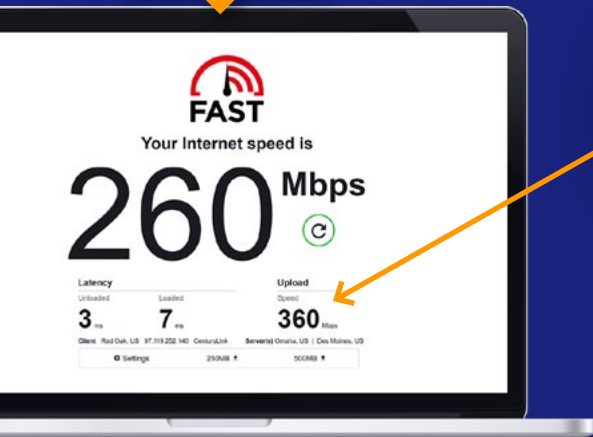 FAST
Your Internet speed is
260 Mbps
Latency
Upload
Unloaded Loaded
Speed
3 ms 7 ms
360 Mbps
Client Red Oak, US 97.119.252.140 CenturyLink Server(s) Omaha, US | Des Moines, US
Settings 250MB 500MB